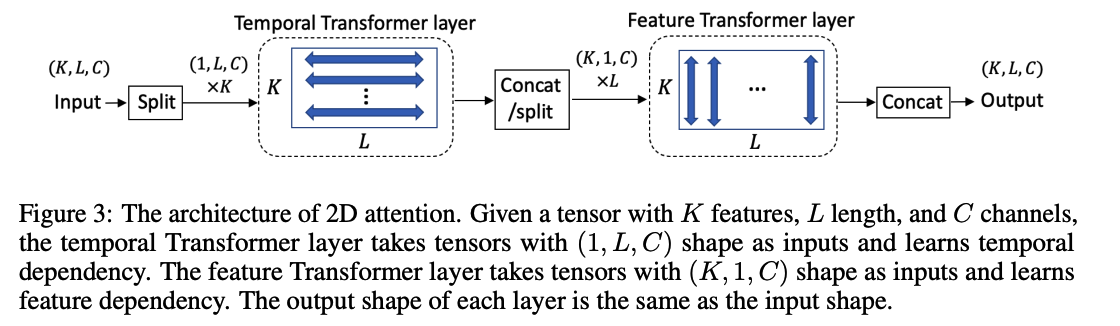 Temporal Transformer layer
Feature Transformer layer
(K, L, C)
Input
Split
(1, L, C)
×K
K
L
Concat
/split
(K, 1, C)
×L
K
...
L
Concat
(K, L, C)
Output
Figure 3: The architecture of 2D attention. Given a tensor with K features, L length, and C channels,
the temporal Transformer layer takes tensors with (1, L, C) shape as inputs and learns temporal
dependency. The feature Transformer layer takes tensors with (K, 1, C) shape as inputs and learns
feature dependency. The output shape of each layer is the same as the input shape.